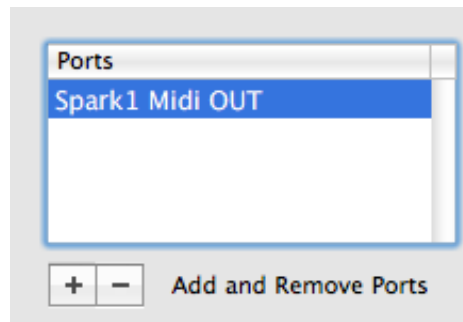 Ports
Spark1 Midi OUT
+ − Add and Remove Ports